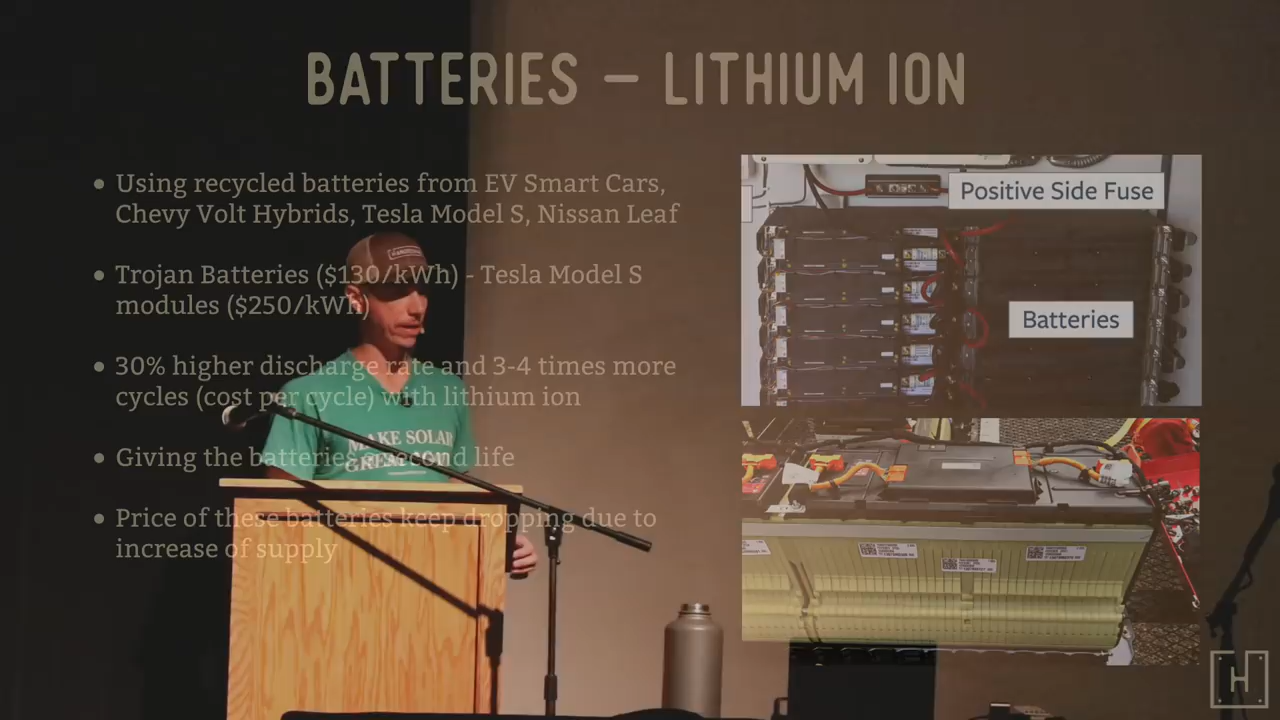 BATTERIES – LITHIUM ION
• Using recycled batteries from EV Smart Cars,
Chevy Volt Hybrids, Tesla Model S, Nissan Leaf
• Trojan Batteries ($130/kWh) - Tesla Model S
modules ($250/kWh)
• 30% higher discharge rate and 3-4 times more
cycles (cost per cycle) with lithium ion
• Giving the batteries a second life
• Price of these batteries keep dropping due to
increase of supply
Positive Side Fuse
Batteries
MAKE SOLAR
GREAT
H